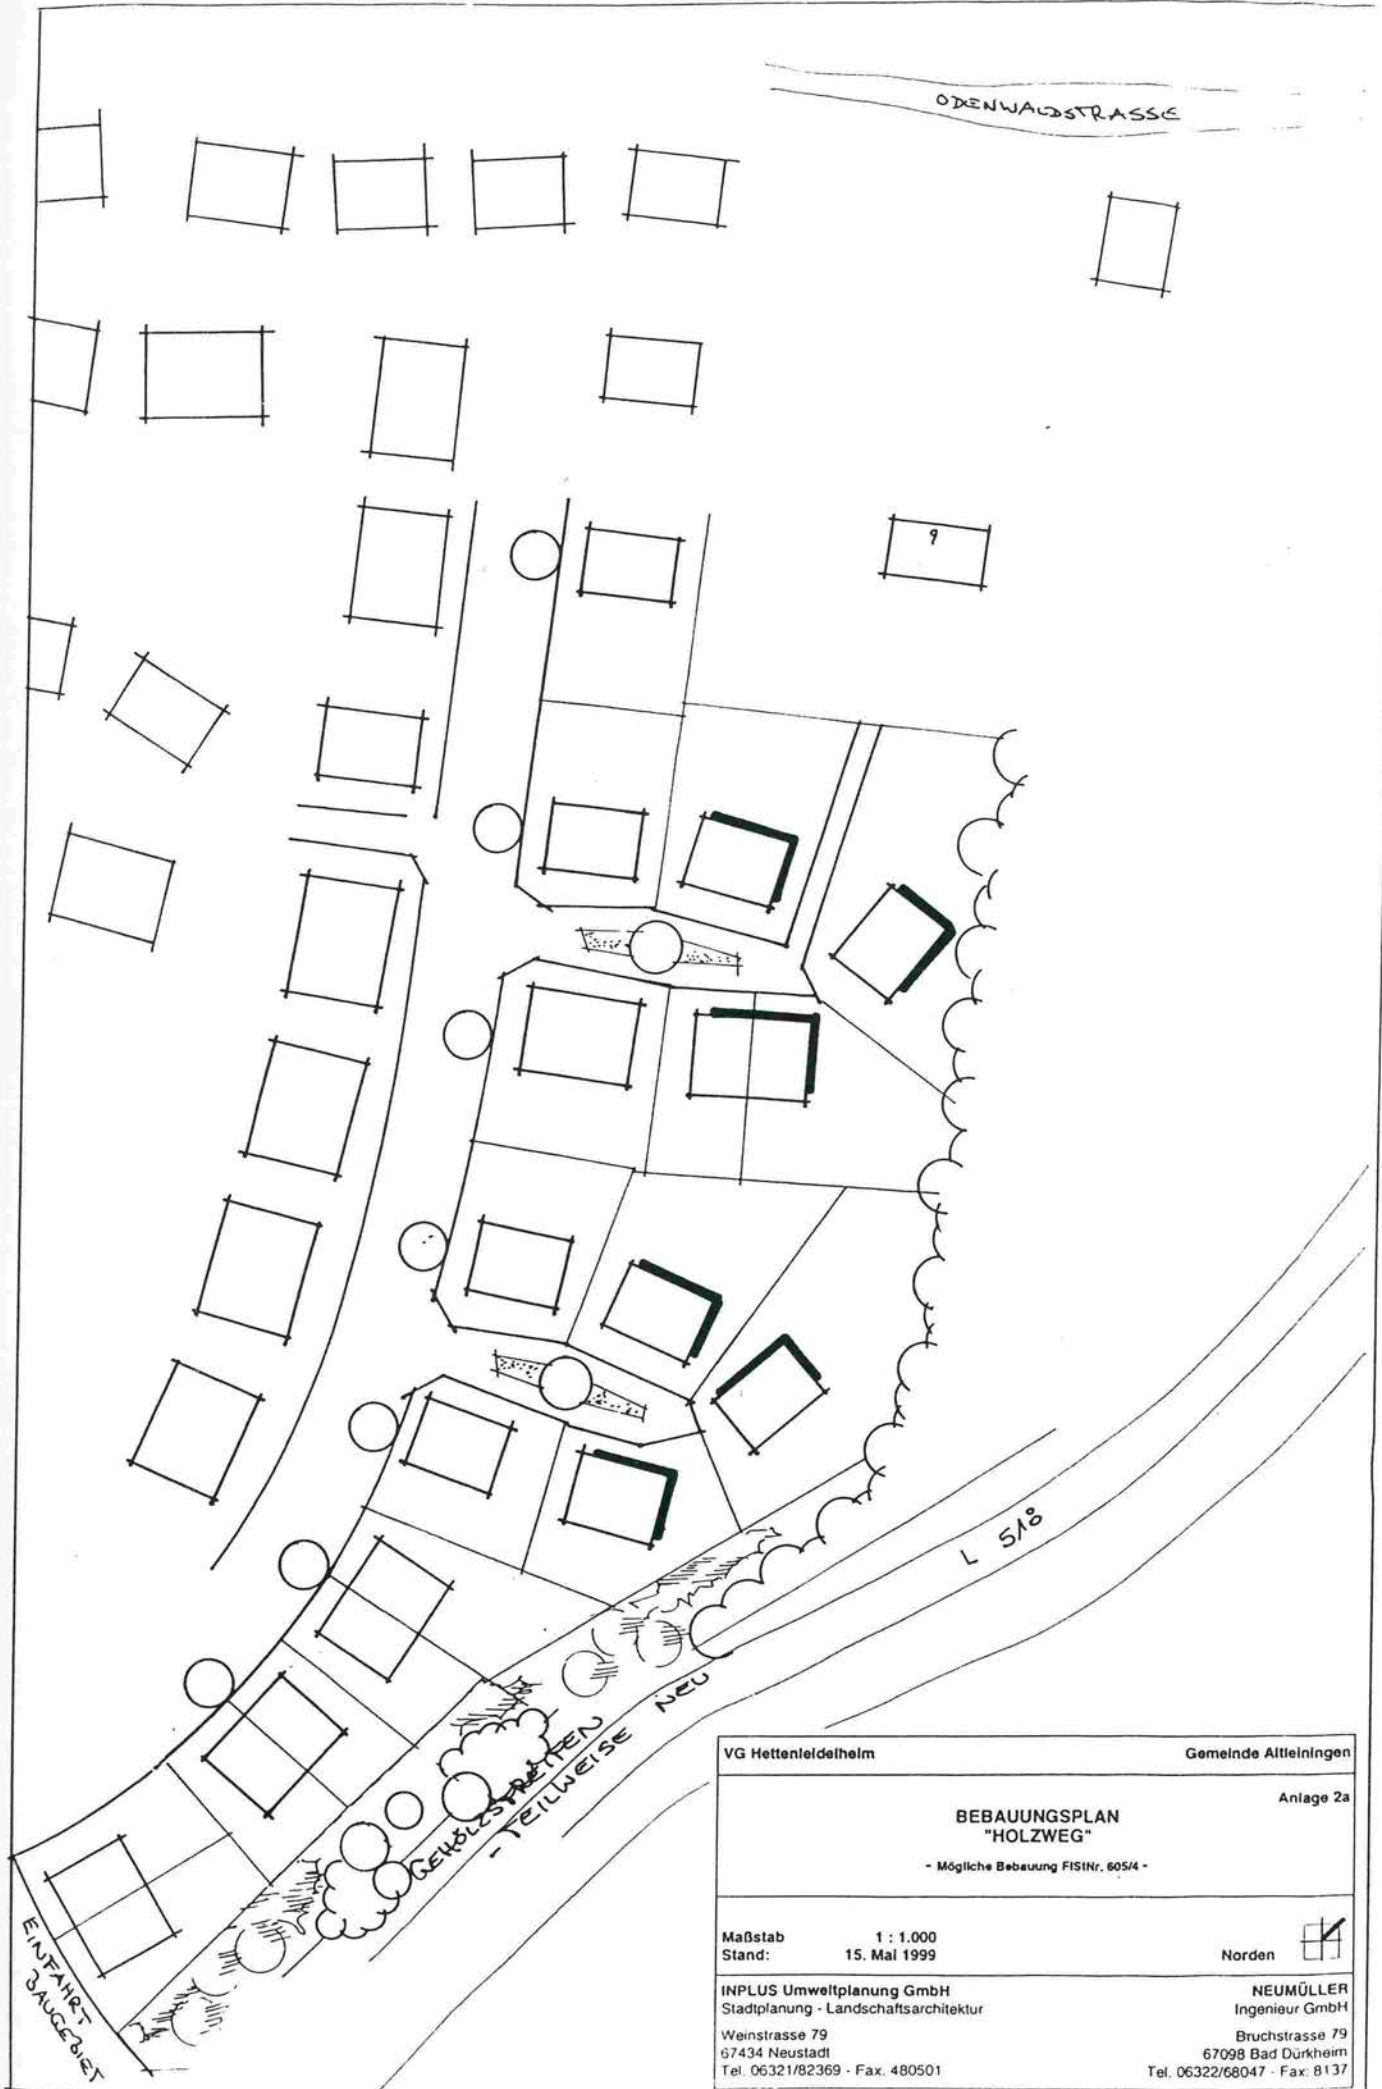 ODENWALDSTRASSE
9
L 518
GEHÖLZSTREIFEN
- TEILWEISE NEU
EINFAHRT
BAUGEBIET
VG Hettenleidelheim
Gemeinde Altleiningen
Anlage 2a
BEBAUUNGSPLAN
"HOLZWEG"
- Mögliche Bebauung FlStNr. 605/4 -
Maßstab 1 : 1.000
Stand: 15. Mai 1999
Norden
INPLUS Umweltplanung GmbH
Stadtplanung - Landschaftsarchitektur
Weinstrasse 79
67434 Neustadt
Tel. 06321/82369 - Fax. 480501
NEUMÜLLER
Ingenieur GmbH
Bruchstrasse 79
67098 Bad Dürkheim
Tel. 06322/68047 - Fax: 8137